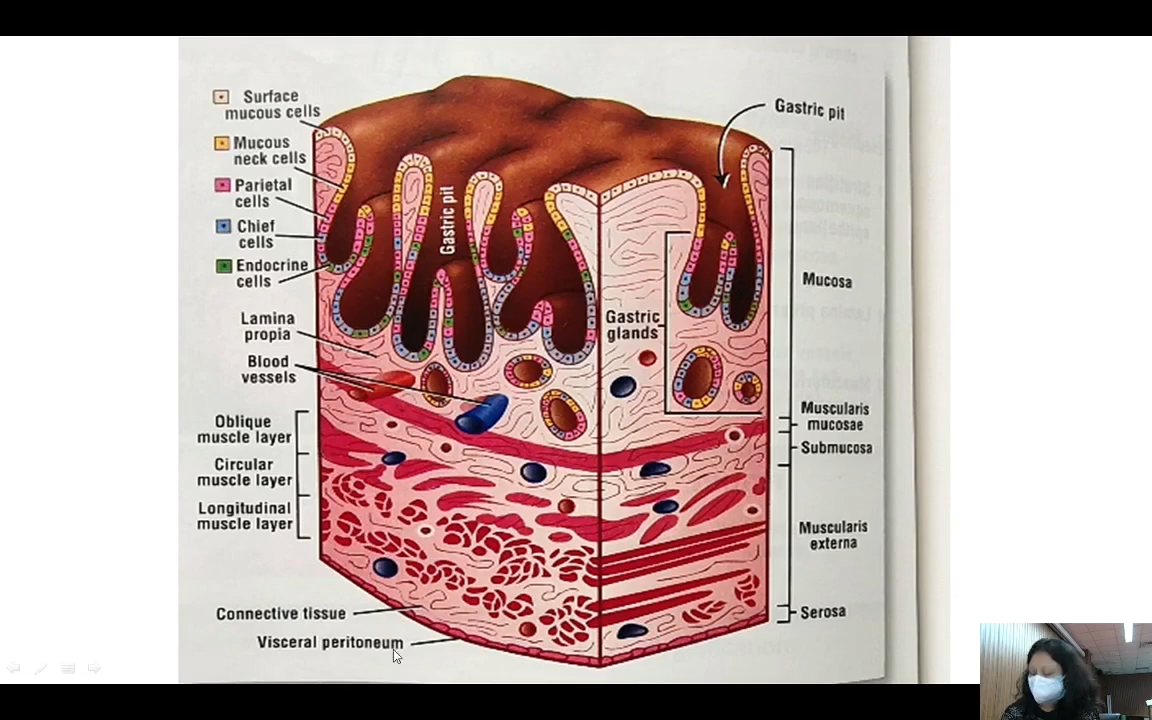 Surface
mucous cells
Mucous
neck cells
Parietal
cells
Chief
cells
Endocrine
cells
Lamina
propia
Blood
vessels
Oblique
muscle layer
Circular
muscle layer
Longitudinal
muscle layer
Connective tissue
Visceral peritoneum
Gastric pit
Gastric
glands
Gastric pit
Mucosa
Muscularis
mucosae
Submucosa
Muscularis
externa
Serosa